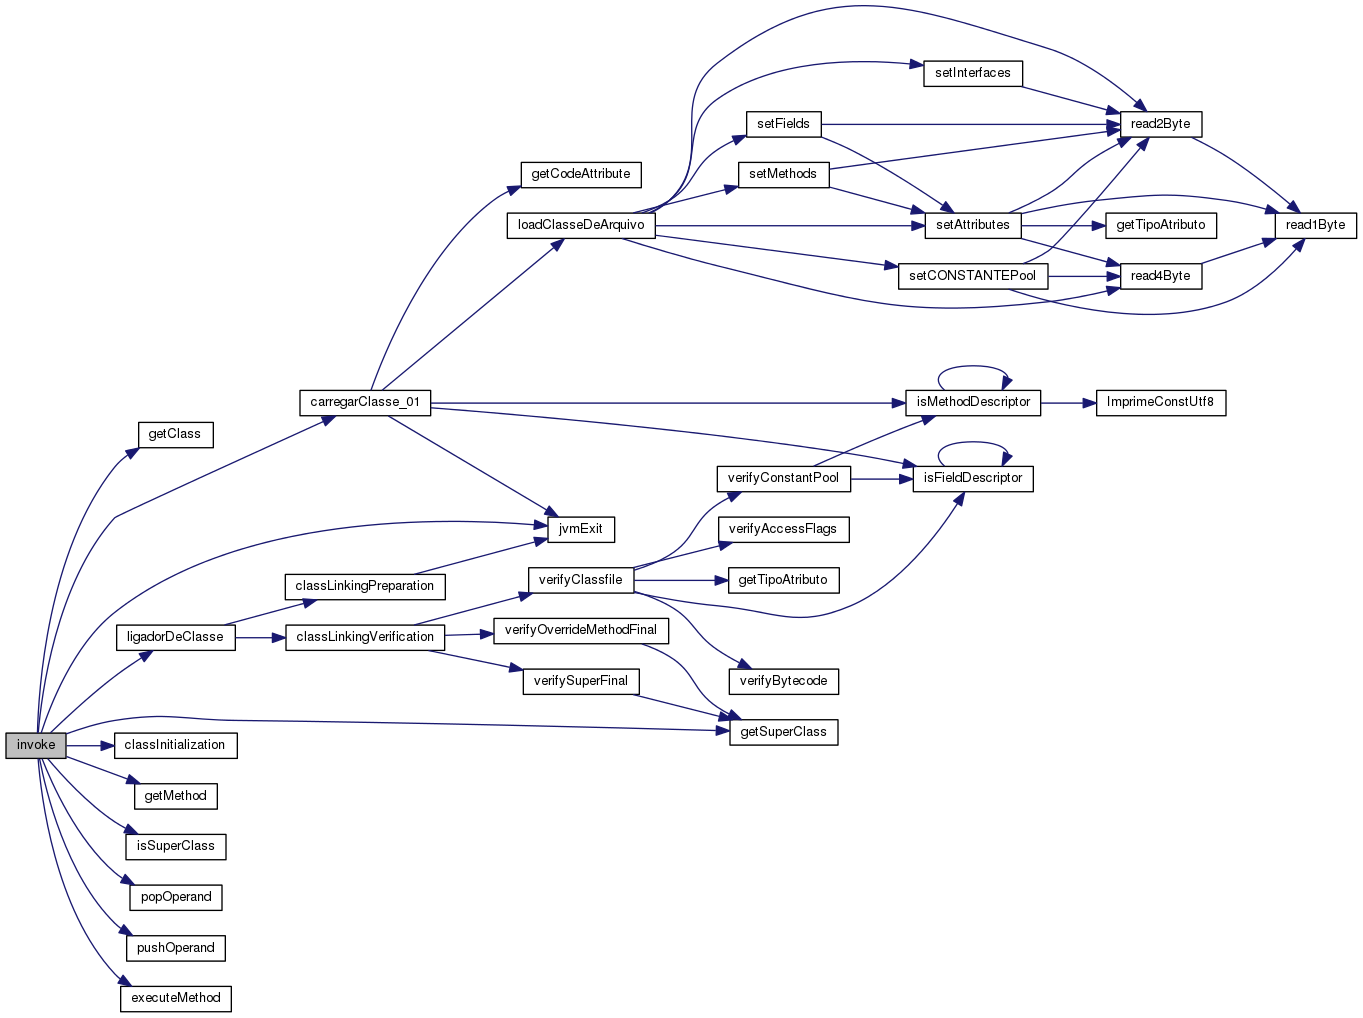 setInterfaces
setFields
read2Byte
getCodeAttribute
setMethods
loadClasseDeArquivo
setAttributes
getTipoAtributo
read1Byte
setCONSTANTEPool
read4Byte
carregarClasse_01
isMethodDescriptor
ImprimeConstUtf8
getClass
verifyConstantPool
isFieldDescriptor
jvmExit
verifyAccessFlags
classLinkingPreparation
verifyClassfile
getTipoAtributo
ligadorDeClasse
classLinkingVerification
verifyOverrideMethodFinal
verifySuperFinal
verifyBytecode
getSuperClass
invoke
classInitialization
getMethod
isSuperClass
popOperand
pushOperand
executeMethod